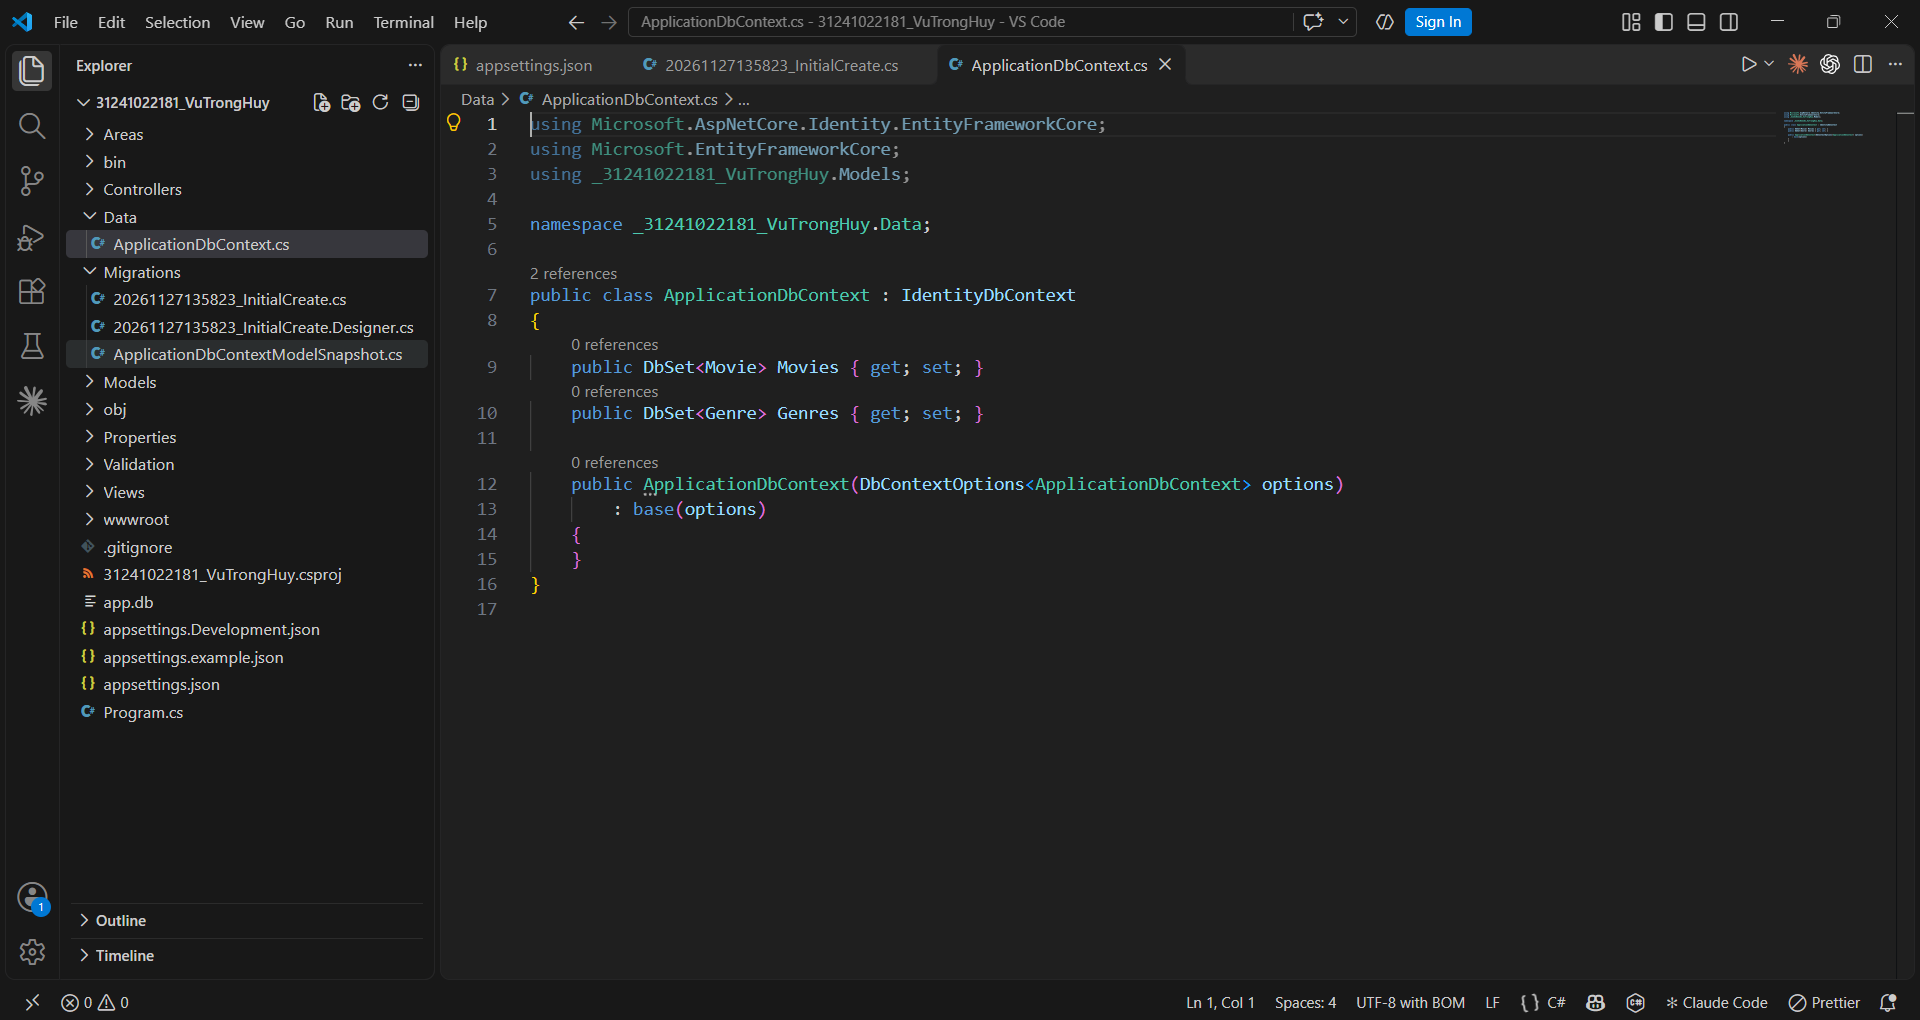 File Edit Selection View Go Run Terminal Help
ApplicationDbContext.cs - 31241022181_VuTrongHuy - VS Code
Sign In
Explorer
31241022181_VuTrongHuy
Areas
bin
Controllers
Data
ApplicationDbContext.cs
Migrations
20261127135823_InitialCreate.cs
20261127135823_InitialCreate.Designer.cs
ApplicationDbContextModelSnapshot.cs
Models
obj
Properties
Validation
Views
wwwroot
.gitignore
31241022181_VuTrongHuy.csproj
app.db
{} appsettings.Development.json
{} appsettings.example.json
{} appsettings.json
C# Program.cs
1
Outline
Timeline
{} appsettings.json
C# 20261127135823_InitialCreate.cs
C# ApplicationDbContext.cs
Data > C# ApplicationDbContext.cs > ...
1 using Microsoft.AspNetCore.Identity.EntityFrameworkCore;
2 using Microsoft.EntityFrameworkCore;
3 using _31241022181_VuTrongHuy.Models;
4
5 namespace _31241022181_VuTrongHuy.Data;
6
2 references
7 public class ApplicationDbContext : IdentityDbContext
8 {
0 references
9 public DbSet<Movie> Movies { get; set; }
0 references
10 public DbSet<Genre> Genres { get; set; }
11
0 references
12 public ApplicationDbContext(DbContextOptions<ApplicationDbContext> options)
13 : base(options)
14 {
15 }
16 }
17
0 0
Ln 1, Col 1
Spaces: 4
UTF-8 with BOM
LF
{} C#
Claude Code
Prettier